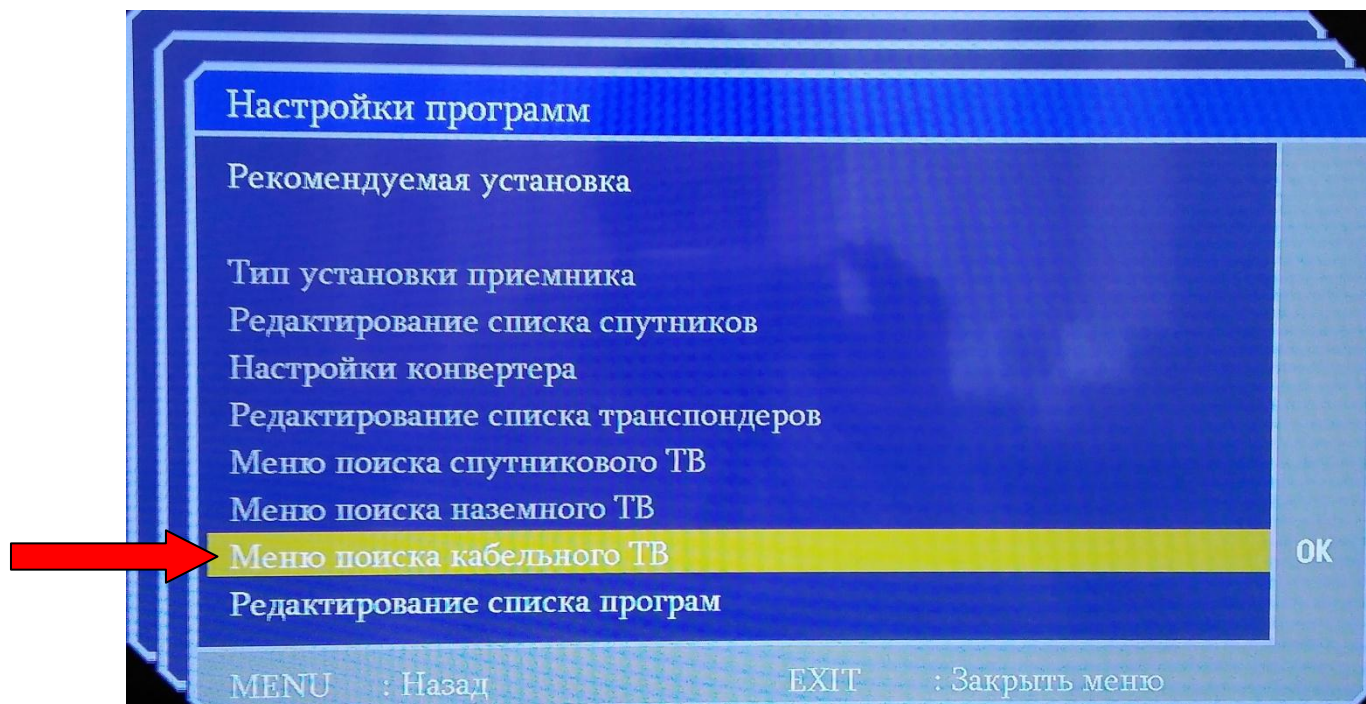 Настройки программ
Рекомендуемая установка
Тип установки приемника
Редактирование списка спутников
Настройки конвертера
Редактирование списка транспондеров
Меню поиска спутникового ТВ
Меню поиска наземного ТВ
Меню поиска кабельного ТВ
OK
Редактирование списка програм
MENU : Назад EXIT : Закрыть меню